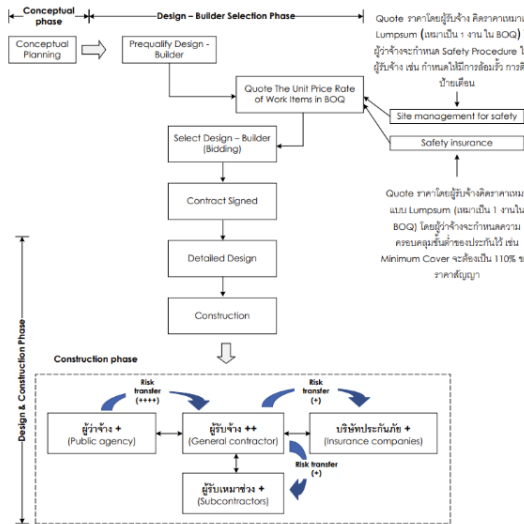 Conceptual
phase
Design – Builder Selection Phase
Conceptual
Planning
Prequalify Design -
Builder
Quote ราคาโดยผู้รับจ้าง คิดราคาเหมา
Lumpsum (เหมาเป็น 1 งาน ใน BOQ)
ผู้ว่าจ้างจะกำหนด Safety Procedure
ผู้รับจ้าง เช่น กำหนดให้มีการล้อมรั้ว การ
ป้ายเตือน
Quote The Unit Price Rate
of Work Items in BOQ
Site management for safety
Safety insurance
Select Design – Builder
(Bidding)
Contract Signed
Quote ราคาโดยผู้รับจ้างคิดราคาเหมา
แบบ Lumpsum (เหมาเป็น 1 งานใน
BOQ) โดยผู้ว่าจ้างจะกำหนดความ
ครอบคลุมขั้นต่ำของประกันไว้ เช่น
Minimum Cover จะต้องเป็น 110%
ราคาสัญญา
Detailed Design
Construction
Design & Construction Phase
Construction phase
Risk
transfer
(++++)
Risk
transfer
(+)
ผู้ว่าจ้าง +
(Public agency)
ผู้รับจ้าง ++
(General contractor)
บริษัทประกันภัย +
(Insurance companies)
Risk transfer
(+)
ผู้รับเหมาช่วง +
(Subcontractors)